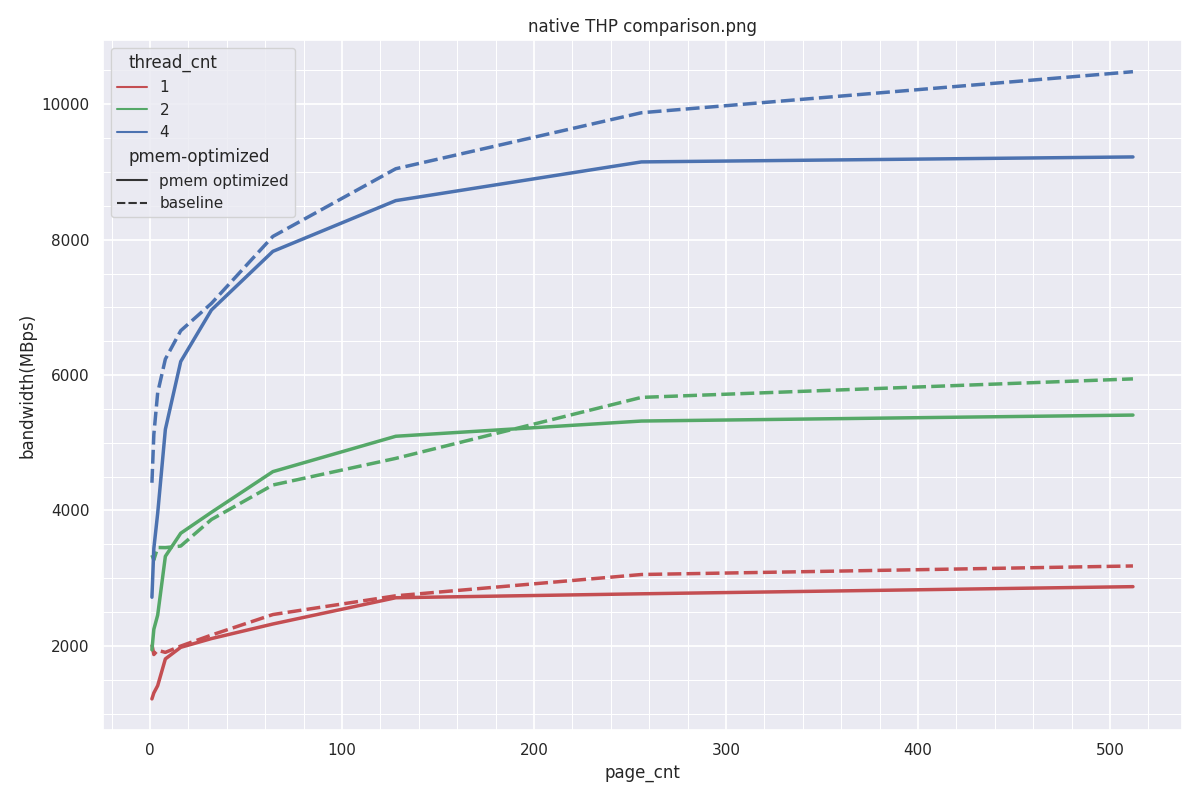 native THP comparison.png
thread_cnt
1
2
4
pmem-optimized
pmem optimized
baseline
10000
8000
6000
4000
2000
bandwidth(MBps)
0 100 200 300 400 500
page_cnt